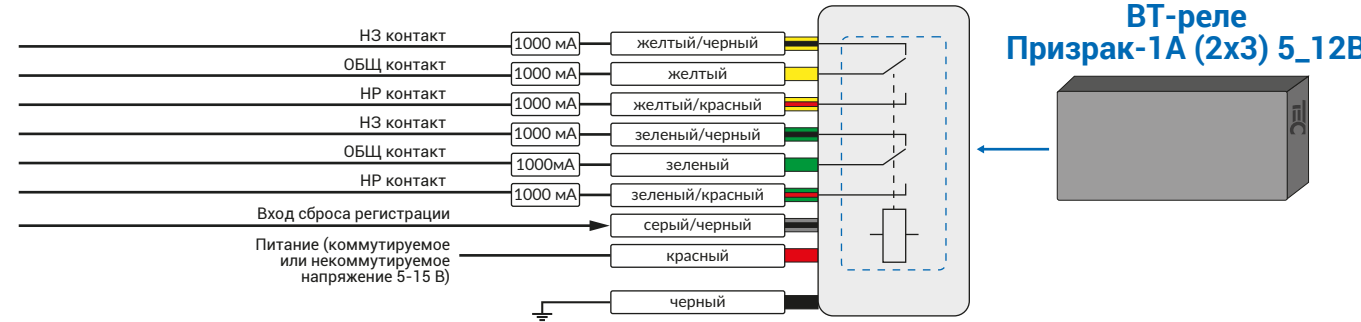 ВТ-реле
Призрак-1А (2х3) 5_12В
НЗ контакт 1000 мА желтый/черный
ОБЩ контакт 1000 мА желтый
НР контакт 1000 мА желтый/красный
НЗ контакт 1000 мА зеленый/черный
ОБЩ контакт 1000мА зеленый
НР контакт 1000 мА зеленый/красный
Вход сброса регистрации серый/черный
Питание (коммутируемое
или некоммутируемое
напряжение 5-15 В)
красный
черный
TEC